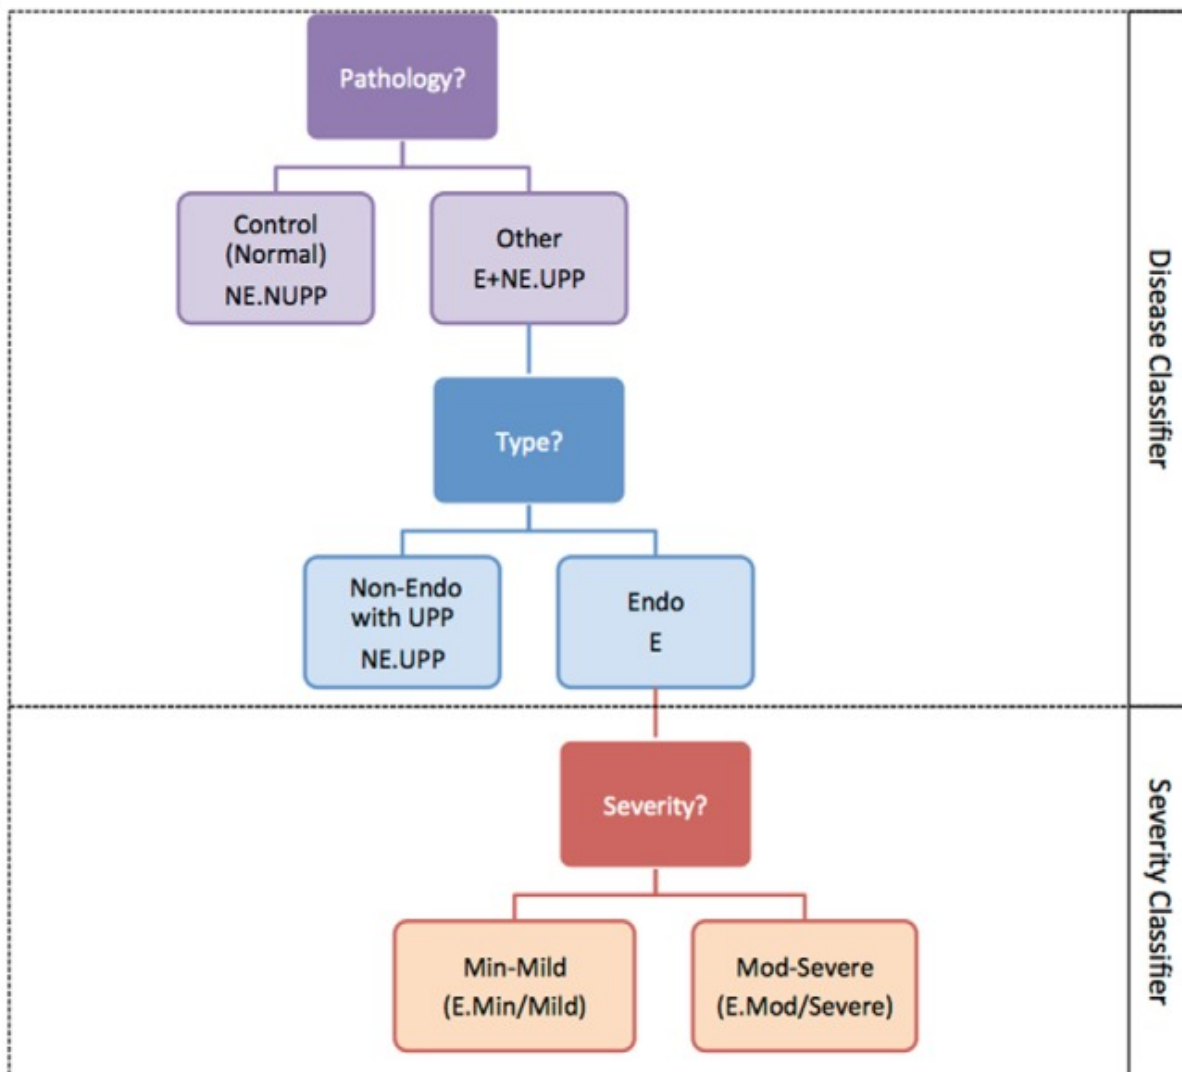 Pathology?
Control
(Normal)
NE.NUPP
Other
E+NE.UPP
Type?
Non-Endo
with UPP
NE.UPP
Endo
E
Disease Classifier
Severity?
Min-Mild
(E.Min/Mild)
Mod-Severe
(E.Mod/Severe)
Severity Classifier